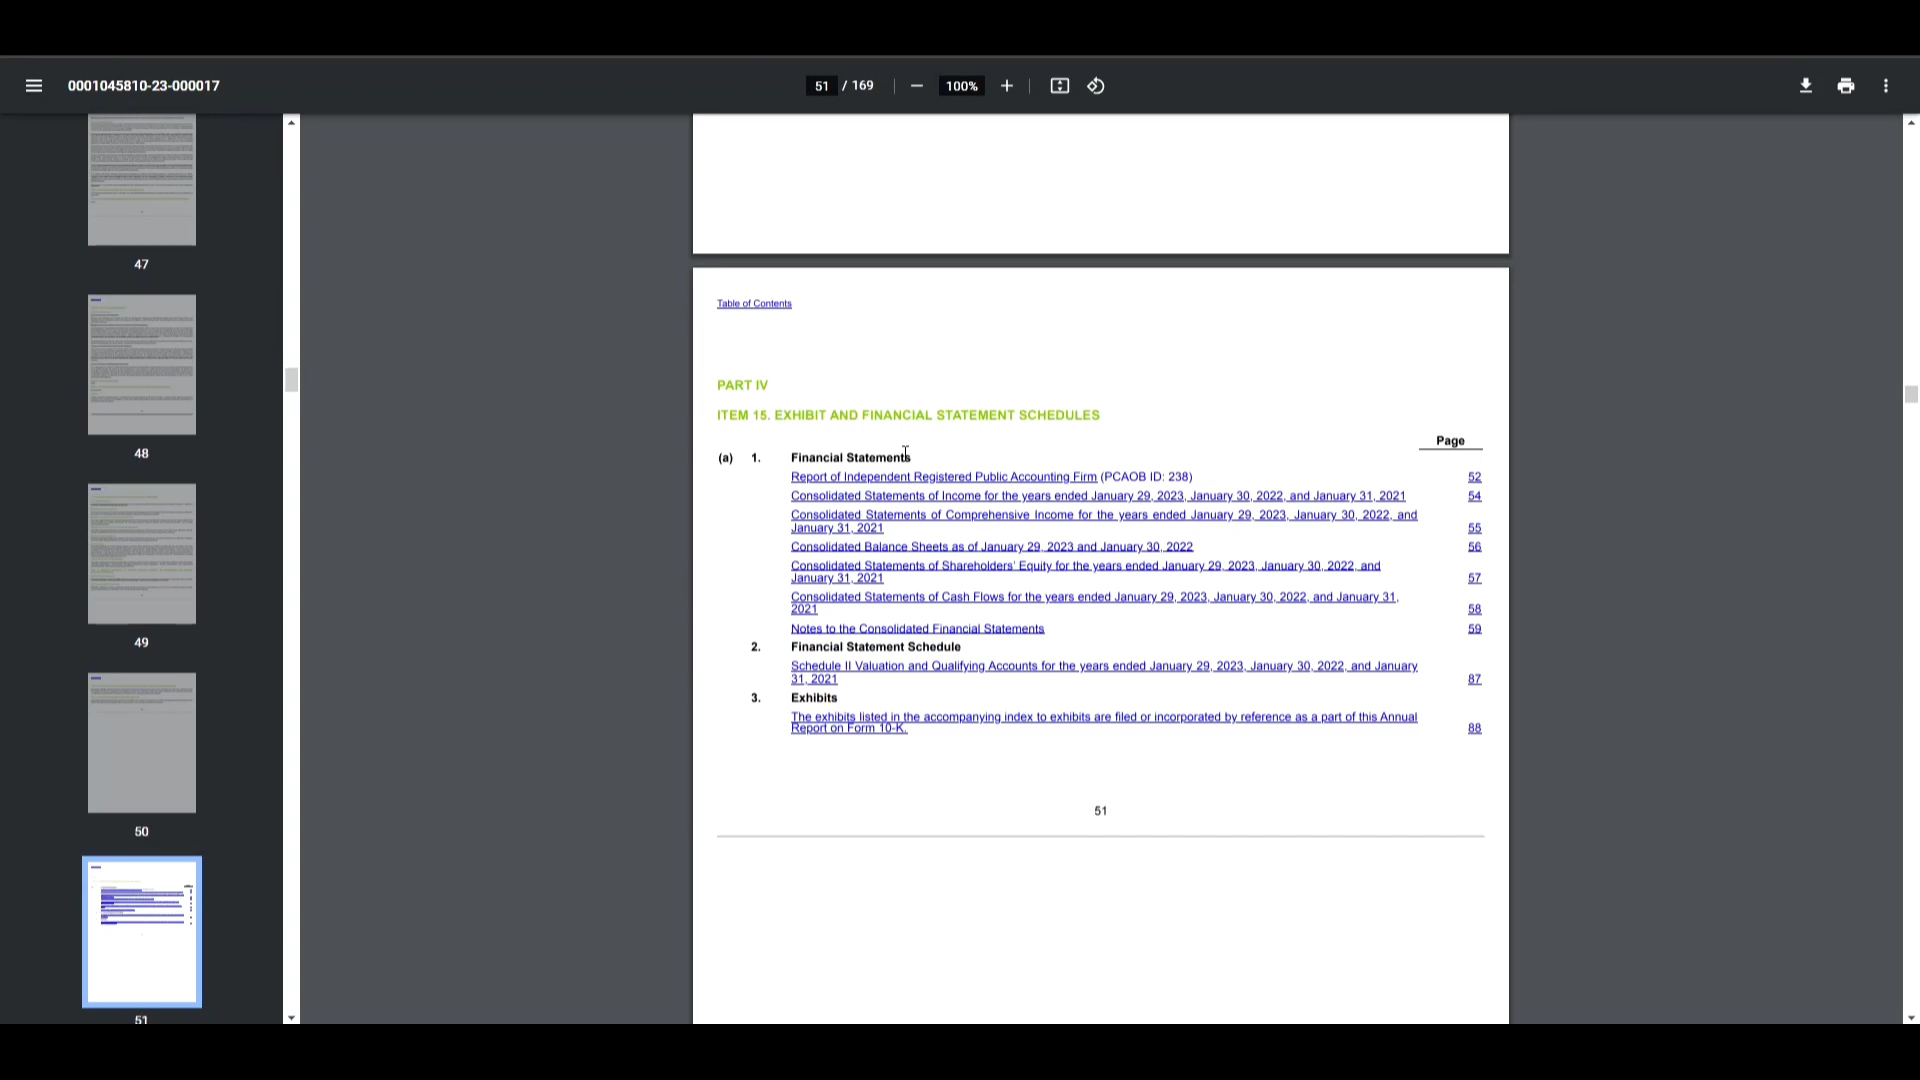 0001045810-23-000017
51 / 169
100%
47
48
49
50
51
Table of Contents
PART IV
ITEM 15. EXHIBIT AND FINANCIAL STATEMENT SCHEDULES
Page
(a) 1. Financial Statements
Report of Independent Registered Public Accounting Firm (PCAOB ID: 238) 52
Consolidated Statements of Income for the years ended January 29, 2023, January 30, 2022, and January 31, 2021 54
Consolidated Statements of Comprehensive Income for the years ended January 29, 2023, January 30, 2022, and
January 31, 2021 55
Consolidated Balance Sheets as of January 29, 2023 and January 30, 2022 56
Consolidated Statements of Shareholders' Equity for the years ended January 29, 2023, January 30, 2022, and
January 31, 2021 57
Consolidated Statements of Cash Flows for the years ended January 29, 2023, January 30, 2022, and January 31,
2021 58
Notes to the Consolidated Financial Statements 59
2. Financial Statement Schedule
Schedule II Valuation and Qualifying Accounts for the years ended January 29, 2023, January 30, 2022, and January
31, 2021 87
3. Exhibits
The exhibits listed in the accompanying index to exhibits are filed or incorporated by reference as a part of this Annual
Report on Form 10-K. 88
51